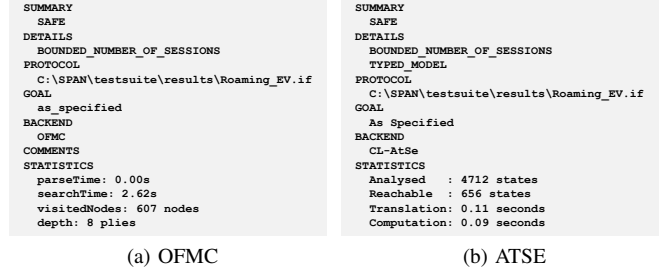 SUMMARY
SAFE
DETAILS
BOUNDED_NUMBER_OF_SESSIONS
PROTOCOL
C:\SPAN\testsuite\results\Roaming_EV.if
GOAL
as_specified
BACKEND
OFMC
COMMENTS
STATISTICS
parseTime: 0.00s
searchTime: 2.62s
visitedNodes: 607 nodes
depth: 8 plies
(a) OFMC
SUMMARY
SAFE
DETAILS
BOUNDED_NUMBER_OF_SESSIONS
TYPED_MODEL
PROTOCOL
C:\SPAN\testsuite\results\Roaming_EV.if
GOAL
As Specified
BACKEND
CL-AtSe
STATISTICS
Analysed : 4712 states
Reachable : 656 states
Translation: 0.11 seconds
Computation: 0.09 seconds
(b) ATSE